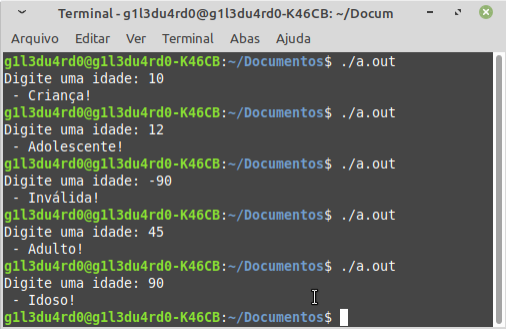 Terminal - g1l3du4rd0@g1l3du4rd0-K46CB: ~/Docum
Arquivo Editar Ver Terminal Abas Ajuda
g1l3du4rd0@g1l3du4rd0-K46CB:~/Documentos$ ./a.out
Digite uma idade: 10
- Criança!
g1l3du4rd0@g1l3du4rd0-K46CB:~/Documentos$ ./a.out
Digite uma idade: 12
- Adolescente!
g1l3du4rd0@g1l3du4rd0-K46CB:~/Documentos$ ./a.out
Digite uma idade: -90
- Inválida!
g1l3du4rd0@g1l3du4rd0-K46CB:~/Documentos$ ./a.out
Digite uma idade: 45
- Adulto!
g1l3du4rd0@g1l3du4rd0-K46CB:~/Documentos$ ./a.out
Digite uma idade: 90
- Idoso!
g1l3du4rd0@g1l3du4rd0-K46CB:~/Documentos$